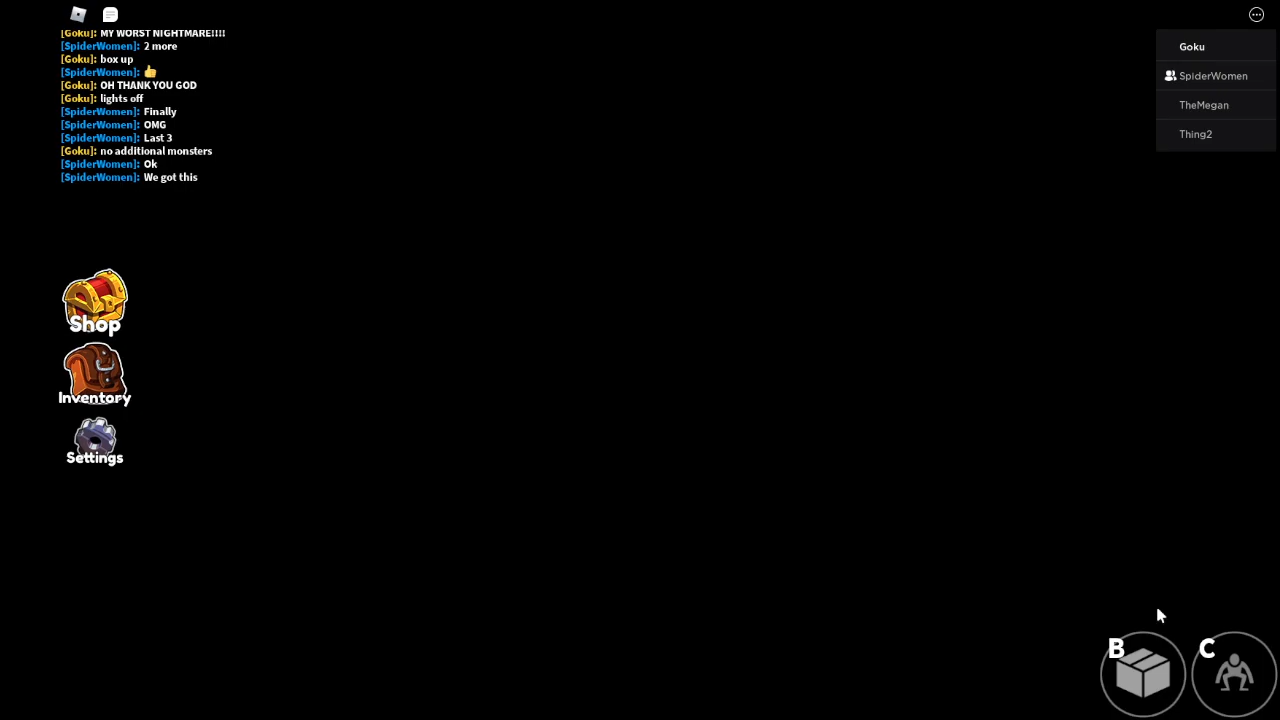 [Goku]: MY WORST NIGHTMARE!!!!
[SpiderWomen]: 2 more
[Goku]: box up
[SpiderWomen]: 👍
[Goku]: OH THANK YOU GOD
[Goku]: lights off
[SpiderWomen]: Finally
[SpiderWomen]: OMG
[SpiderWomen]: Last 3
[Goku]: no additional monsters
[SpiderWomen]: Ok
[SpiderWomen]: We got this
Goku
SpiderWomen
TheMegan
Thing2
Shop
Inventory
Settings
B
C